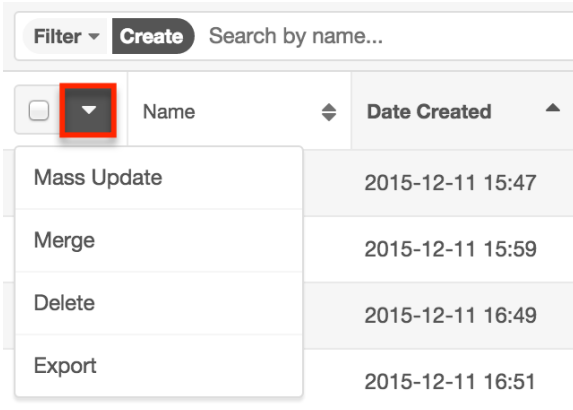 Filter Create Search by name...
Name Date Created
Mass Update 2015-12-11 15:47
Merge 2015-12-11 15:59
Delete 2015-12-11 16:49
Export 2015-12-11 16:51